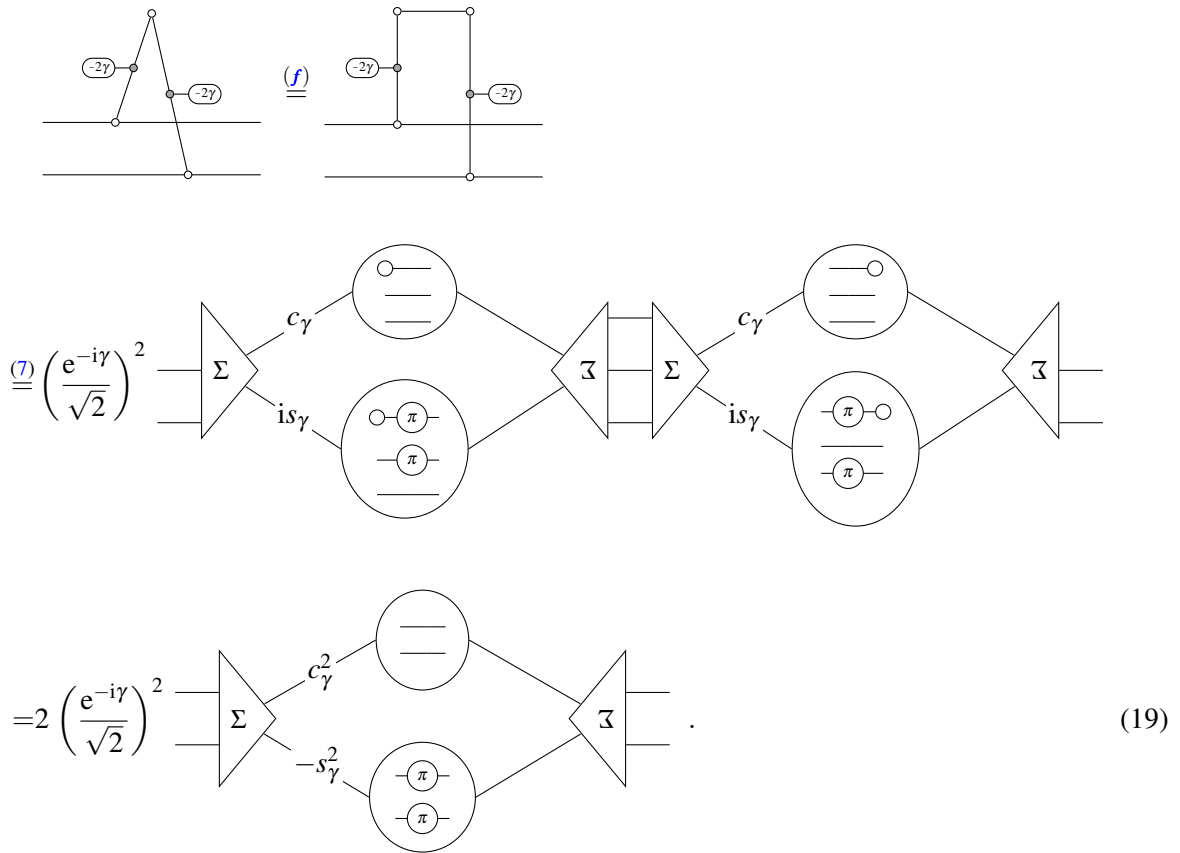 -2γ -2γ (f) = -2γ -2γ
(7) = (e^{-iγ} / √2)^2 Σ c_γ is_γ π π Σ Σ c_γ is_γ π π Σ
=2 (e^{-iγ} / √2)^2 Σ c_γ^2 -s_γ^2 π π Σ . (19)